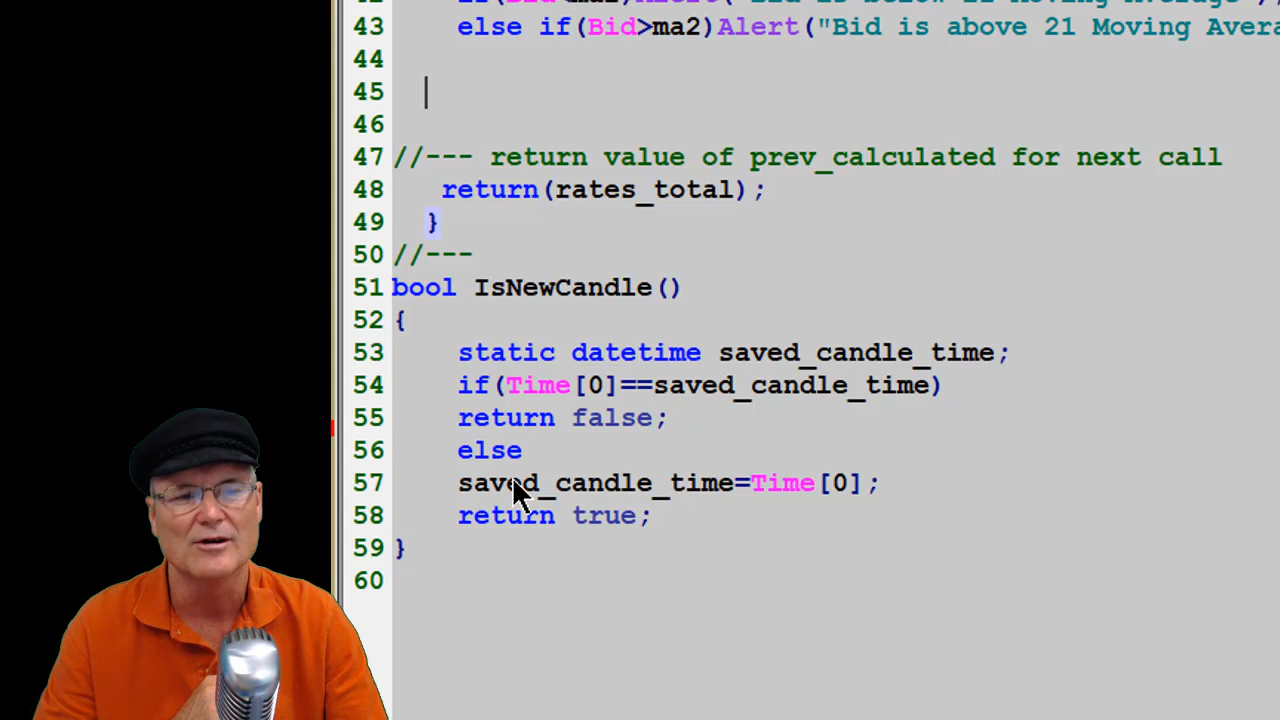 43 else if(Bid>ma2)Alert("Bid is above 21 Moving
44
45
46
47 //--- return value of prev_calculated for next call
48 return(rates_total);
49 }
50 //---
51 bool IsNewCandle()
52 {
53 static datetime saved_candle_time;
54 if(Time[0]==saved_candle_time)
55 return false;
56 else
57 saved_candle_time=Time[0];
58 return true;
59 }
60